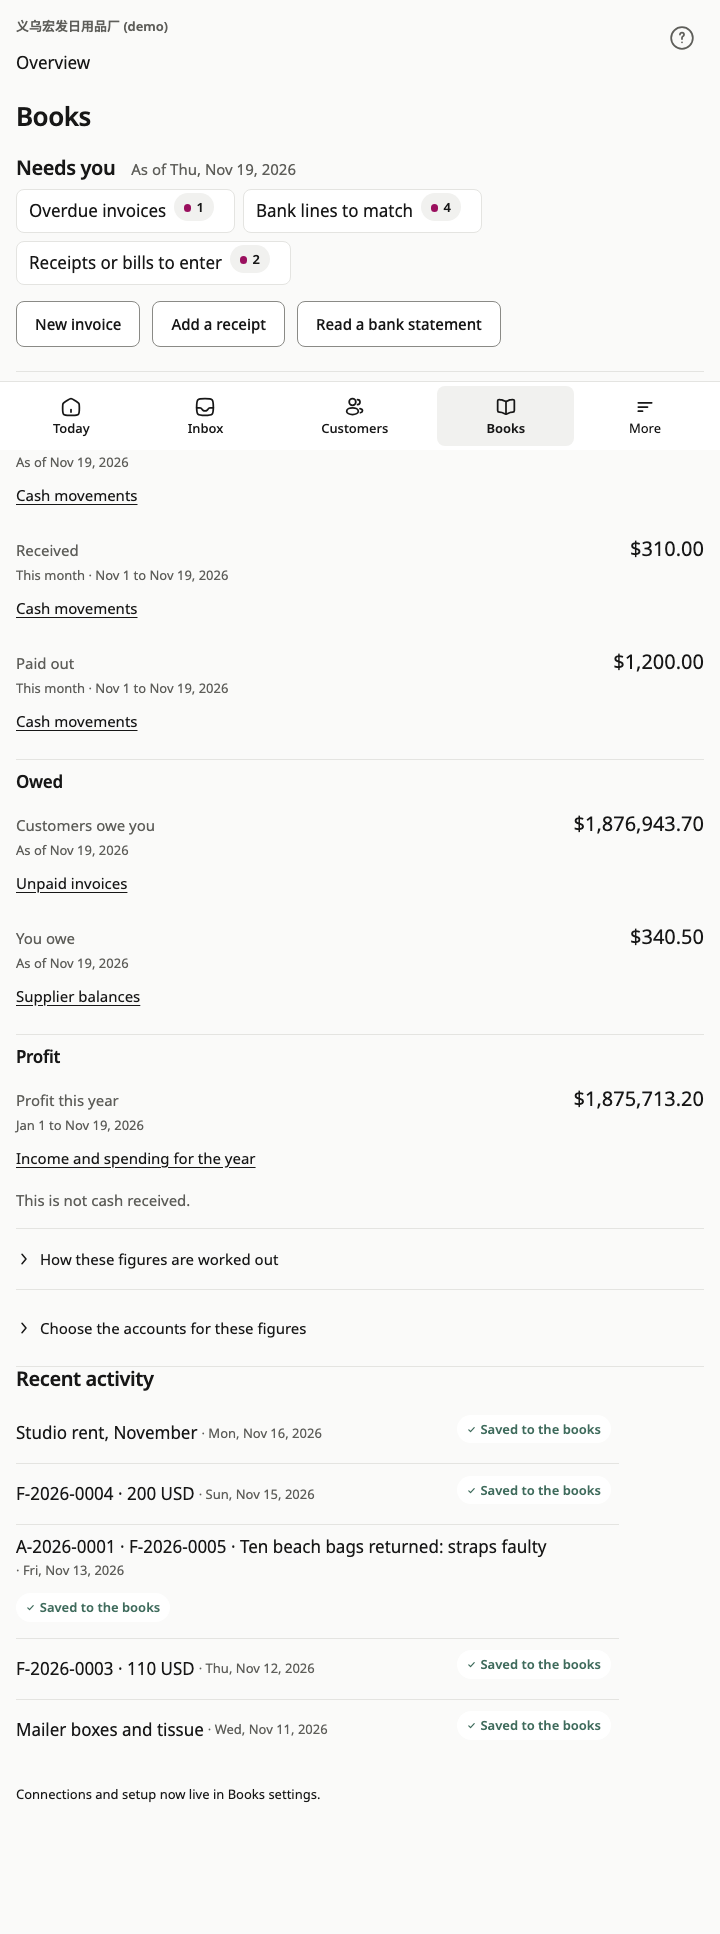 义乌宏发日用品厂 (demo)
Overview
Books
Needs you As of Thu, Nov 19, 2026
Overdue invoices 1 Bank lines to match 4
Receipts or bills to enter 2
New invoice Add a receipt Read a bank statement
Today Inbox Customers Books More
As of Nov 19, 2026
Cash movements
Received $310.00
This month · Nov 1 to Nov 19, 2026
Cash movements
Paid out $1,200.00
This month · Nov 1 to Nov 19, 2026
Cash movements
Owed
Customers owe you $1,876,943.70
As of Nov 19, 2026
Unpaid invoices
You owe $340.50
As of Nov 19, 2026
Supplier balances
Profit
Profit this year $1,875,713.20
Jan 1 to Nov 19, 2026
Income and spending for the year
This is not cash received.
How these figures are worked out
Choose the accounts for these figures
Recent activity
Studio rent, November · Mon, Nov 16, 2026 ✓ Saved to the books
F-2026-0004 · 200 USD · Sun, Nov 15, 2026 ✓ Saved to the books
A-2026-0001 · F-2026-0005 · Ten beach bags returned: straps faulty
· Fri, Nov 13, 2026
✓ Saved to the books
F-2026-0003 · 110 USD · Thu, Nov 12, 2026 ✓ Saved to the books
Mailer boxes and tissue · Wed, Nov 11, 2026 ✓ Saved to the books
Connections and setup now live in Books settings.